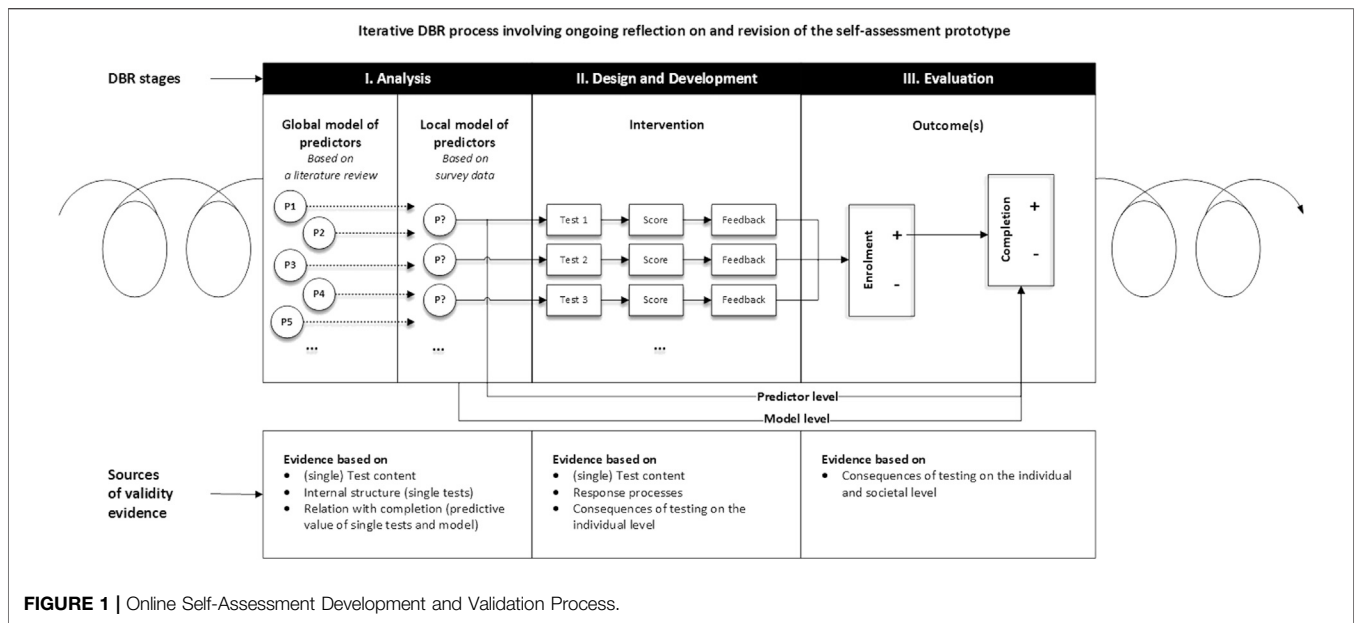 Iterative DBR process involving ongoing reflection on and revision of the self-assessment prototype
DBR stages
I. Analysis
II. Design and Development
III. Evaluation
Global model of
predictors
Based on
a literature review
Local model of
predictors
Based on
survey data
Intervention
Outcome(s)
P1
P2
P3
P4
P5
...
P?
P?
P?
...
Test 1
Score
Feedback
Test 2
Score
Feedback
Test 3
Score
Feedback
...
Enrolment
+
-
Completion
+
-
Predictor level
Model level
Sources
of validity
evidence
Evidence based on
• (single) Test content
• Internal structure (single tests)
• Relation with completion (predictive
value of single tests and model)
Evidence based on
• (single) Test content
• Response processes
• Consequences of testing on the
individual level
Evidence based on
• Consequences of testing on the individual
and societal level
FIGURE 1 | Online Self-Assessment Development and Validation Process.